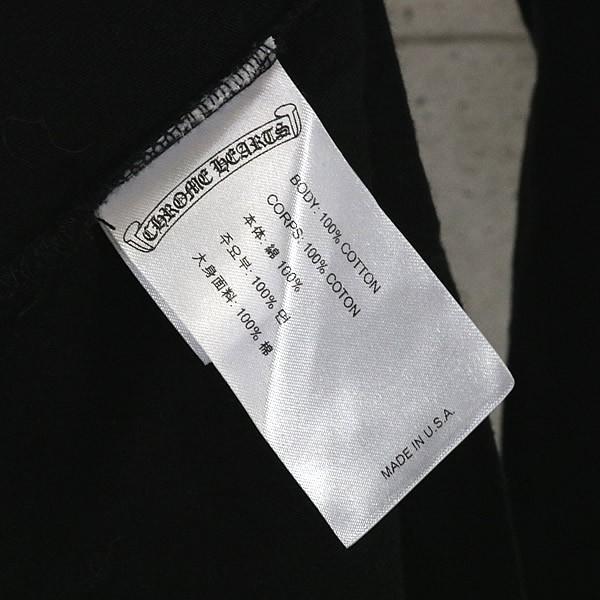 CHROME HEARTS
BODY: 100% COTTON
CORPS: 100% COTON
本体: 綿 100%
주요부: 100% 면
大身面料: 100% 棉
MADE IN U.S.A.